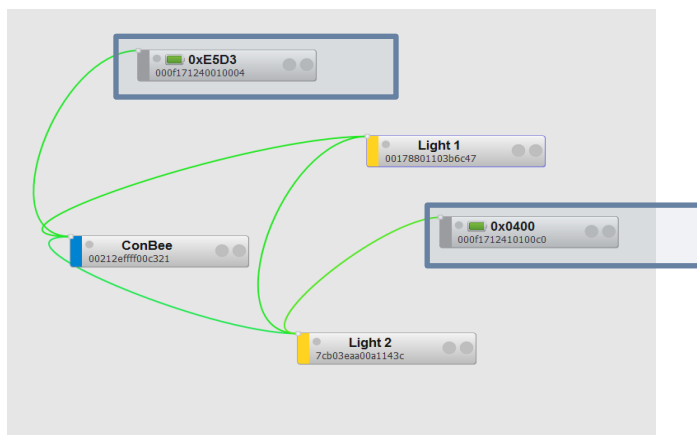 0xE5D3
000f171240010004
Light 1
00178801103b6c47
0x0400
000f1712410100c0
ConBee
00212effff00c321
Light 2
7cb03eaa00a1143c